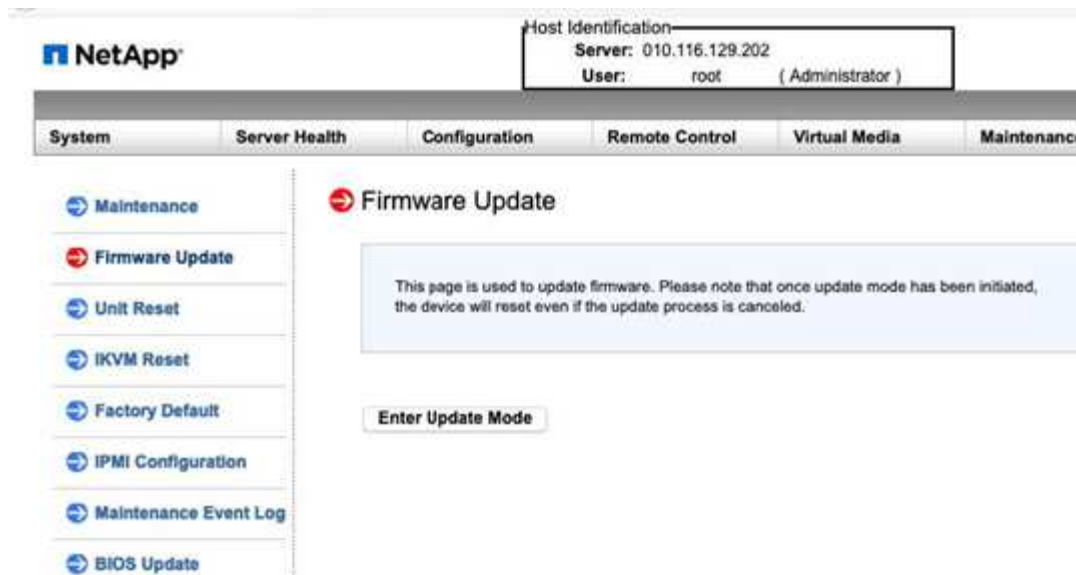 NetApp
Host Identification
Server: 010.116.129.202
User: root ( Administrator )
System Server Health Configuration Remote Control Virtual Media Maintenanc
Maintenance
Firmware Update
Unit Reset
IKVM Reset
Factory Default
IPMI Configuration
Maintenance Event Log
BIOS Update
Firmware Update
This page is used to update firmware. Please note that once update mode has been initiated,
the device will reset even if the update process is canceled.
Enter Update Mode